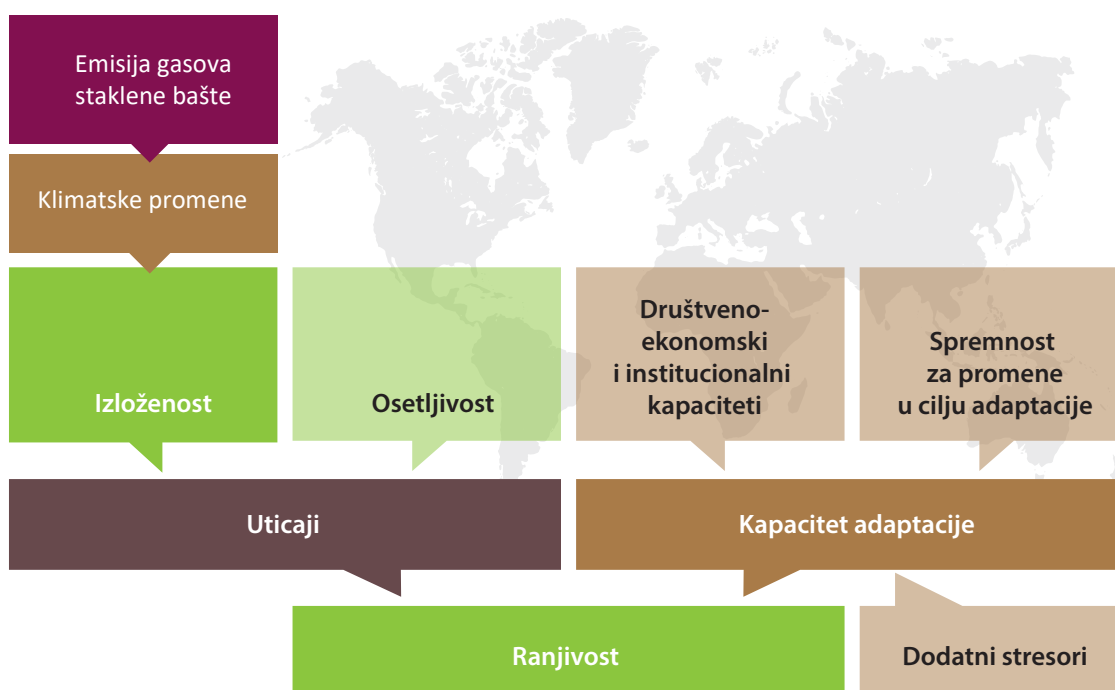 Emisija gasova
staklene bašte
Klimatske promene
Izloženost
Osetljivost
Društveno-
ekonomski
i institucionalni
kapaciteti
Spremnost
za promene
u cilju adaptacije
Uticaji
Kapacitet adaptacije
Ranjivost
Dodatni stresori